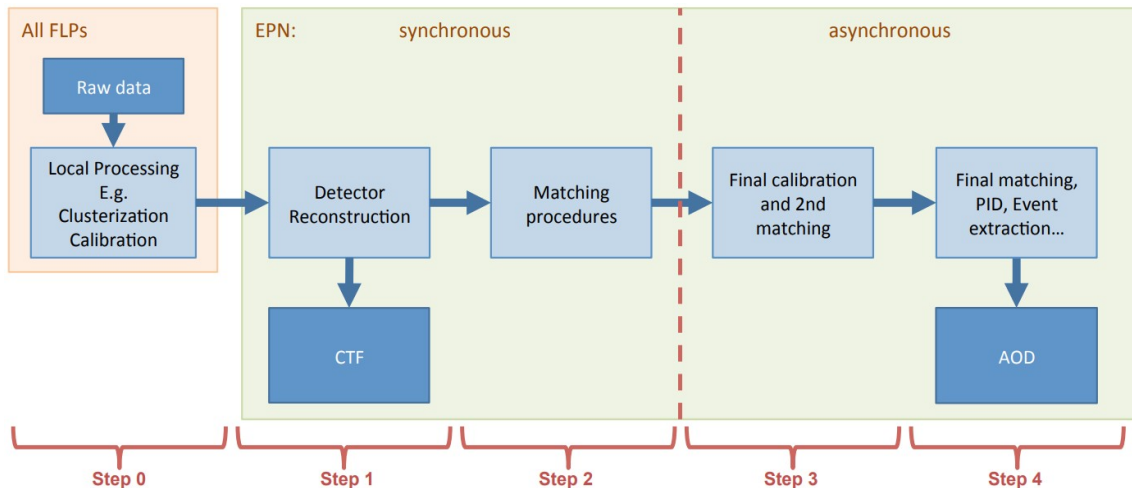 All FLPs
Raw data
Local Processing
E.g.
Clusterization
Calibration
EPN:
synchronous
asynchronous
Detector
Reconstruction
Matching
procedures
Final calibration
and 2nd
matching
Final matching,
PID, Event
extraction...
CTF
AOD
Step 0
Step 1
Step 2
Step 3
Step 4